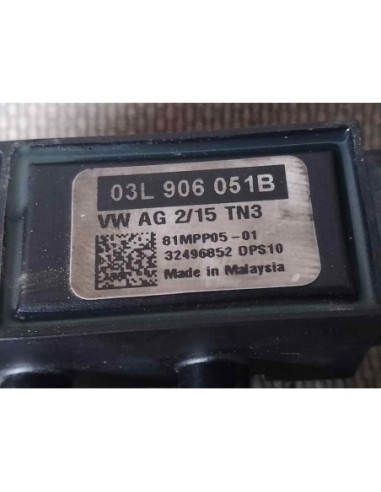 03L 906 051B
VW AG 2/15 TN3
81MPP05-01
32496852 DPS10
Made in Malaysia